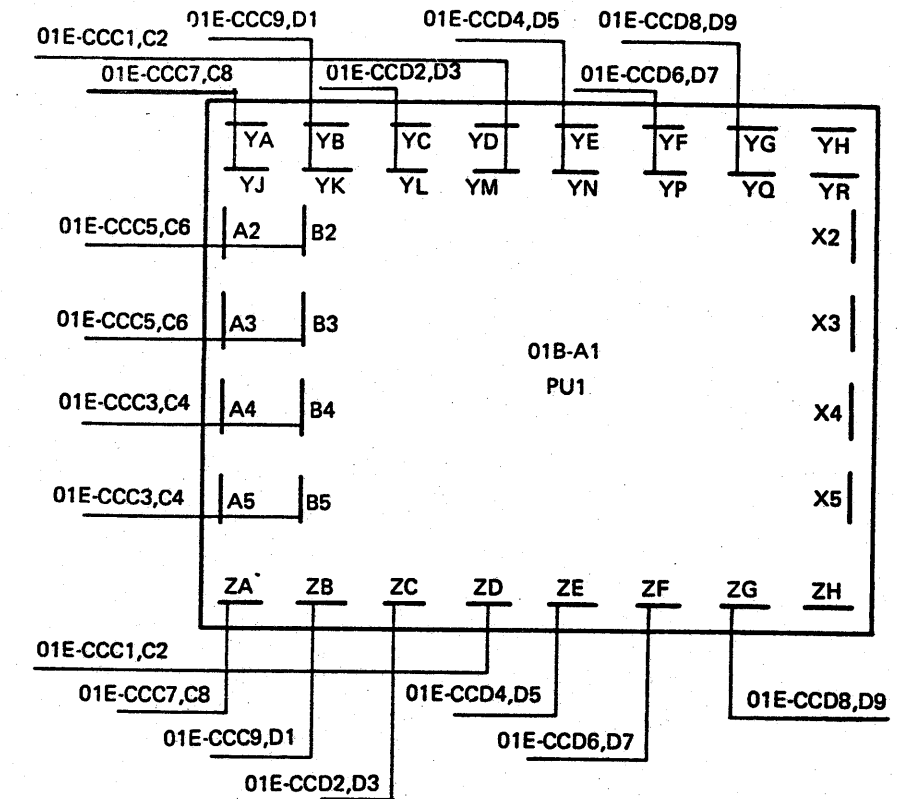 01E-CCC9,D1
01E-CCD4,D5
01E-CCD8,D9
01E-CCC1,C2
01E-CCC7,C8
01E-CCD2,D3
01E-CCD6,D7
YA YB YC YD YE YF YG YH
YJ YK YL YM YN YP YQ YR
01E-CCC5,C6 A2 B2 X2
01E-CCC5,C6 A3 B3 X3
01B-A1
PU1
01E-CCC3,C4 A4 B4 X4
01E-CCC3,C4 A5 B5 X5
ZA ZB ZC ZD ZE ZF ZG ZH
01E-CCC1,C2
01E-CCC7,C8
01E-CCD4,D5
01E-CCD8,D9
01E-CCC9,D1
01E-CCD6,D7
01E-CCD2,D3